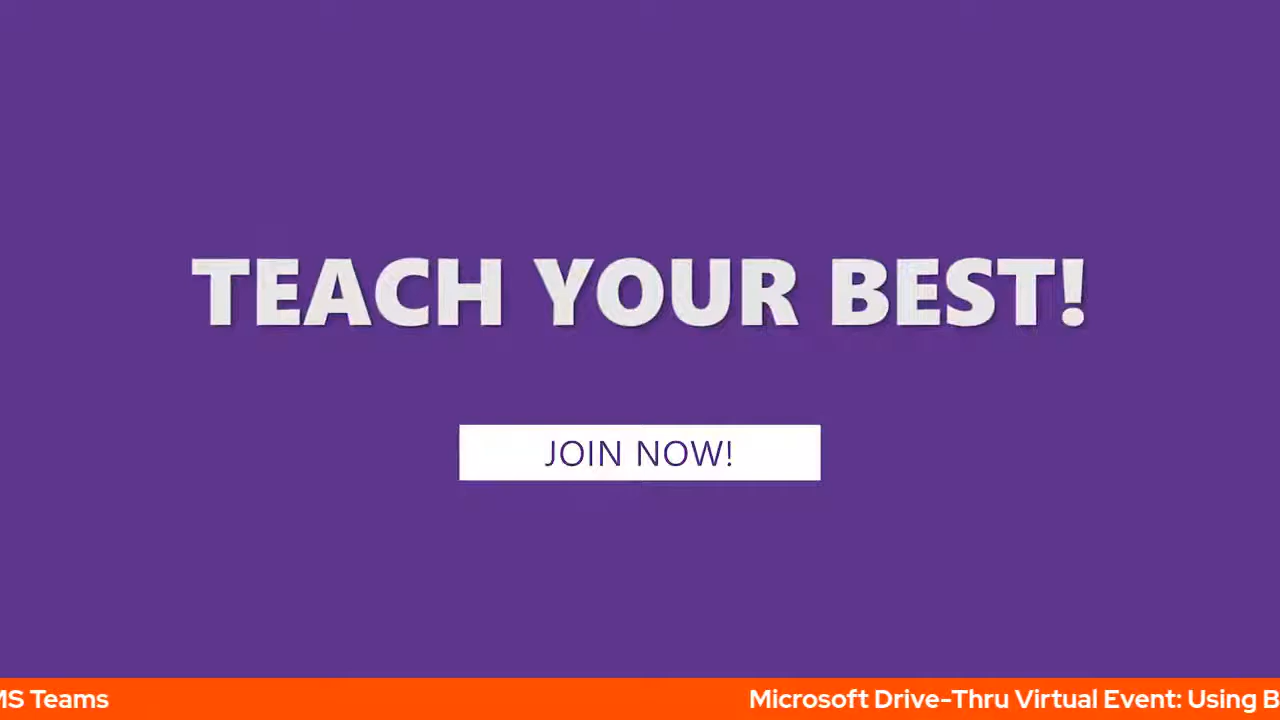 TEACH YOUR BEST!
JOIN NOW!
MS Teams
Microsoft Drive-Thru Virtual Event: Using